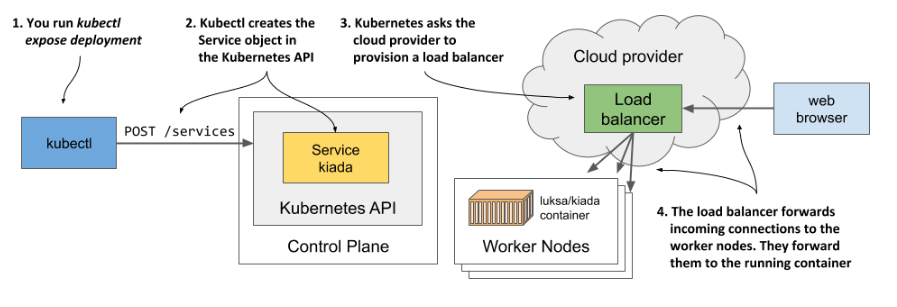 1. You run kubectl
expose deployment
2. Kubectl creates the
Service object in
the Kubernetes API
3. Kubernetes asks the
cloud provider to
provision a load balancer
Cloud provider
Load
balancer
web
browser
kubectl
POST /services
Service
kiada
Kubernetes API
Control Plane
luksa/kiada
container
Worker Nodes
4. The load balancer forwards
incoming connections to the
worker nodes. They forward
them to the running container